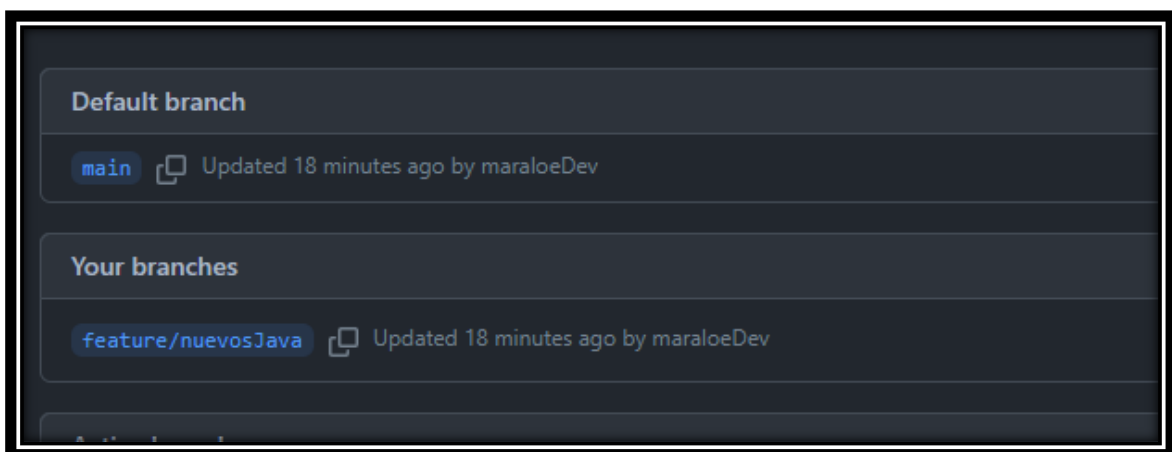 Default branch
main Updated 18 minutes ago by maraloeDev
Your branches
feature/nuevosJava Updated 18 minutes ago by maraloeDev